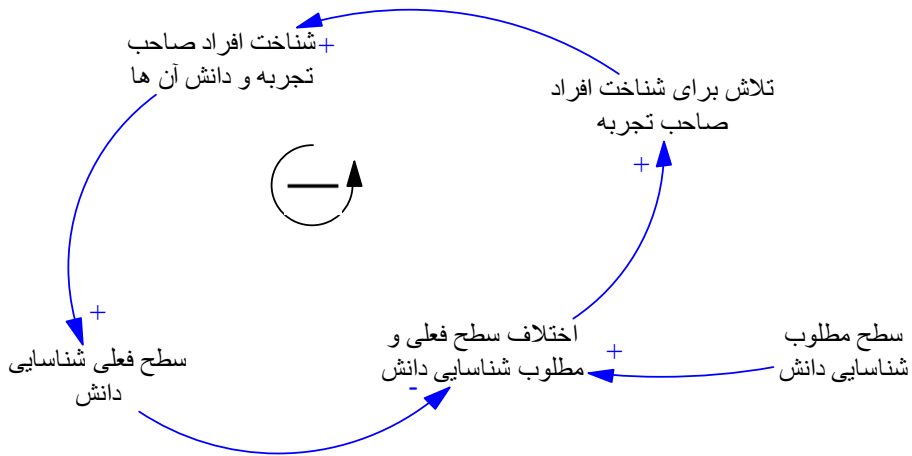 شناخت افراد صاحب
تجربه و دانش آن ها
+
تلاش برای شناخت افراد
صاحب تجربه
+
+
اختلاف سطح فعلی و
مطلوب شناسایی دانش
+
-
سطح مطلوب
شناسایی دانش
سطح فعلی شناسایی
دانش